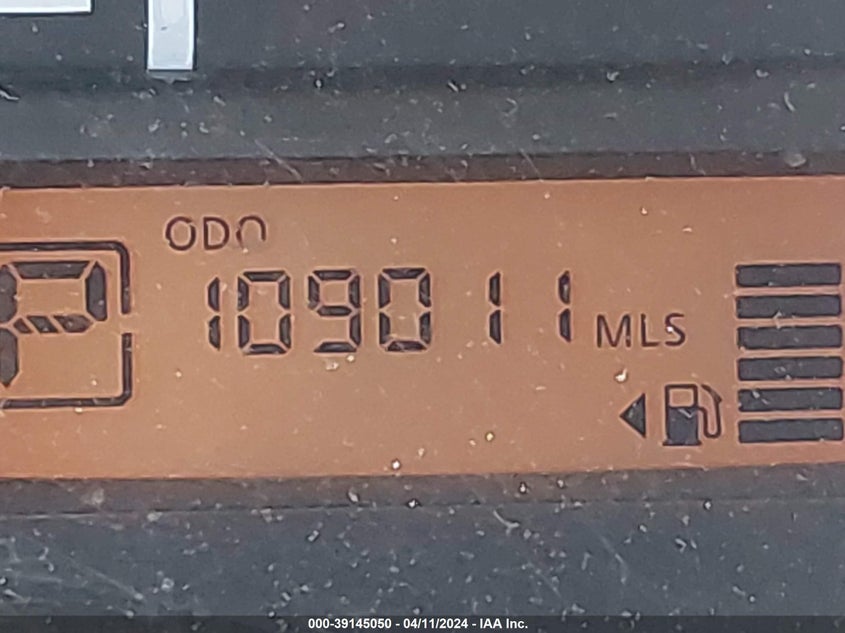 ODO
P
109011 MLS
000-39145050 - 04/11/2024 - IAA Inc.